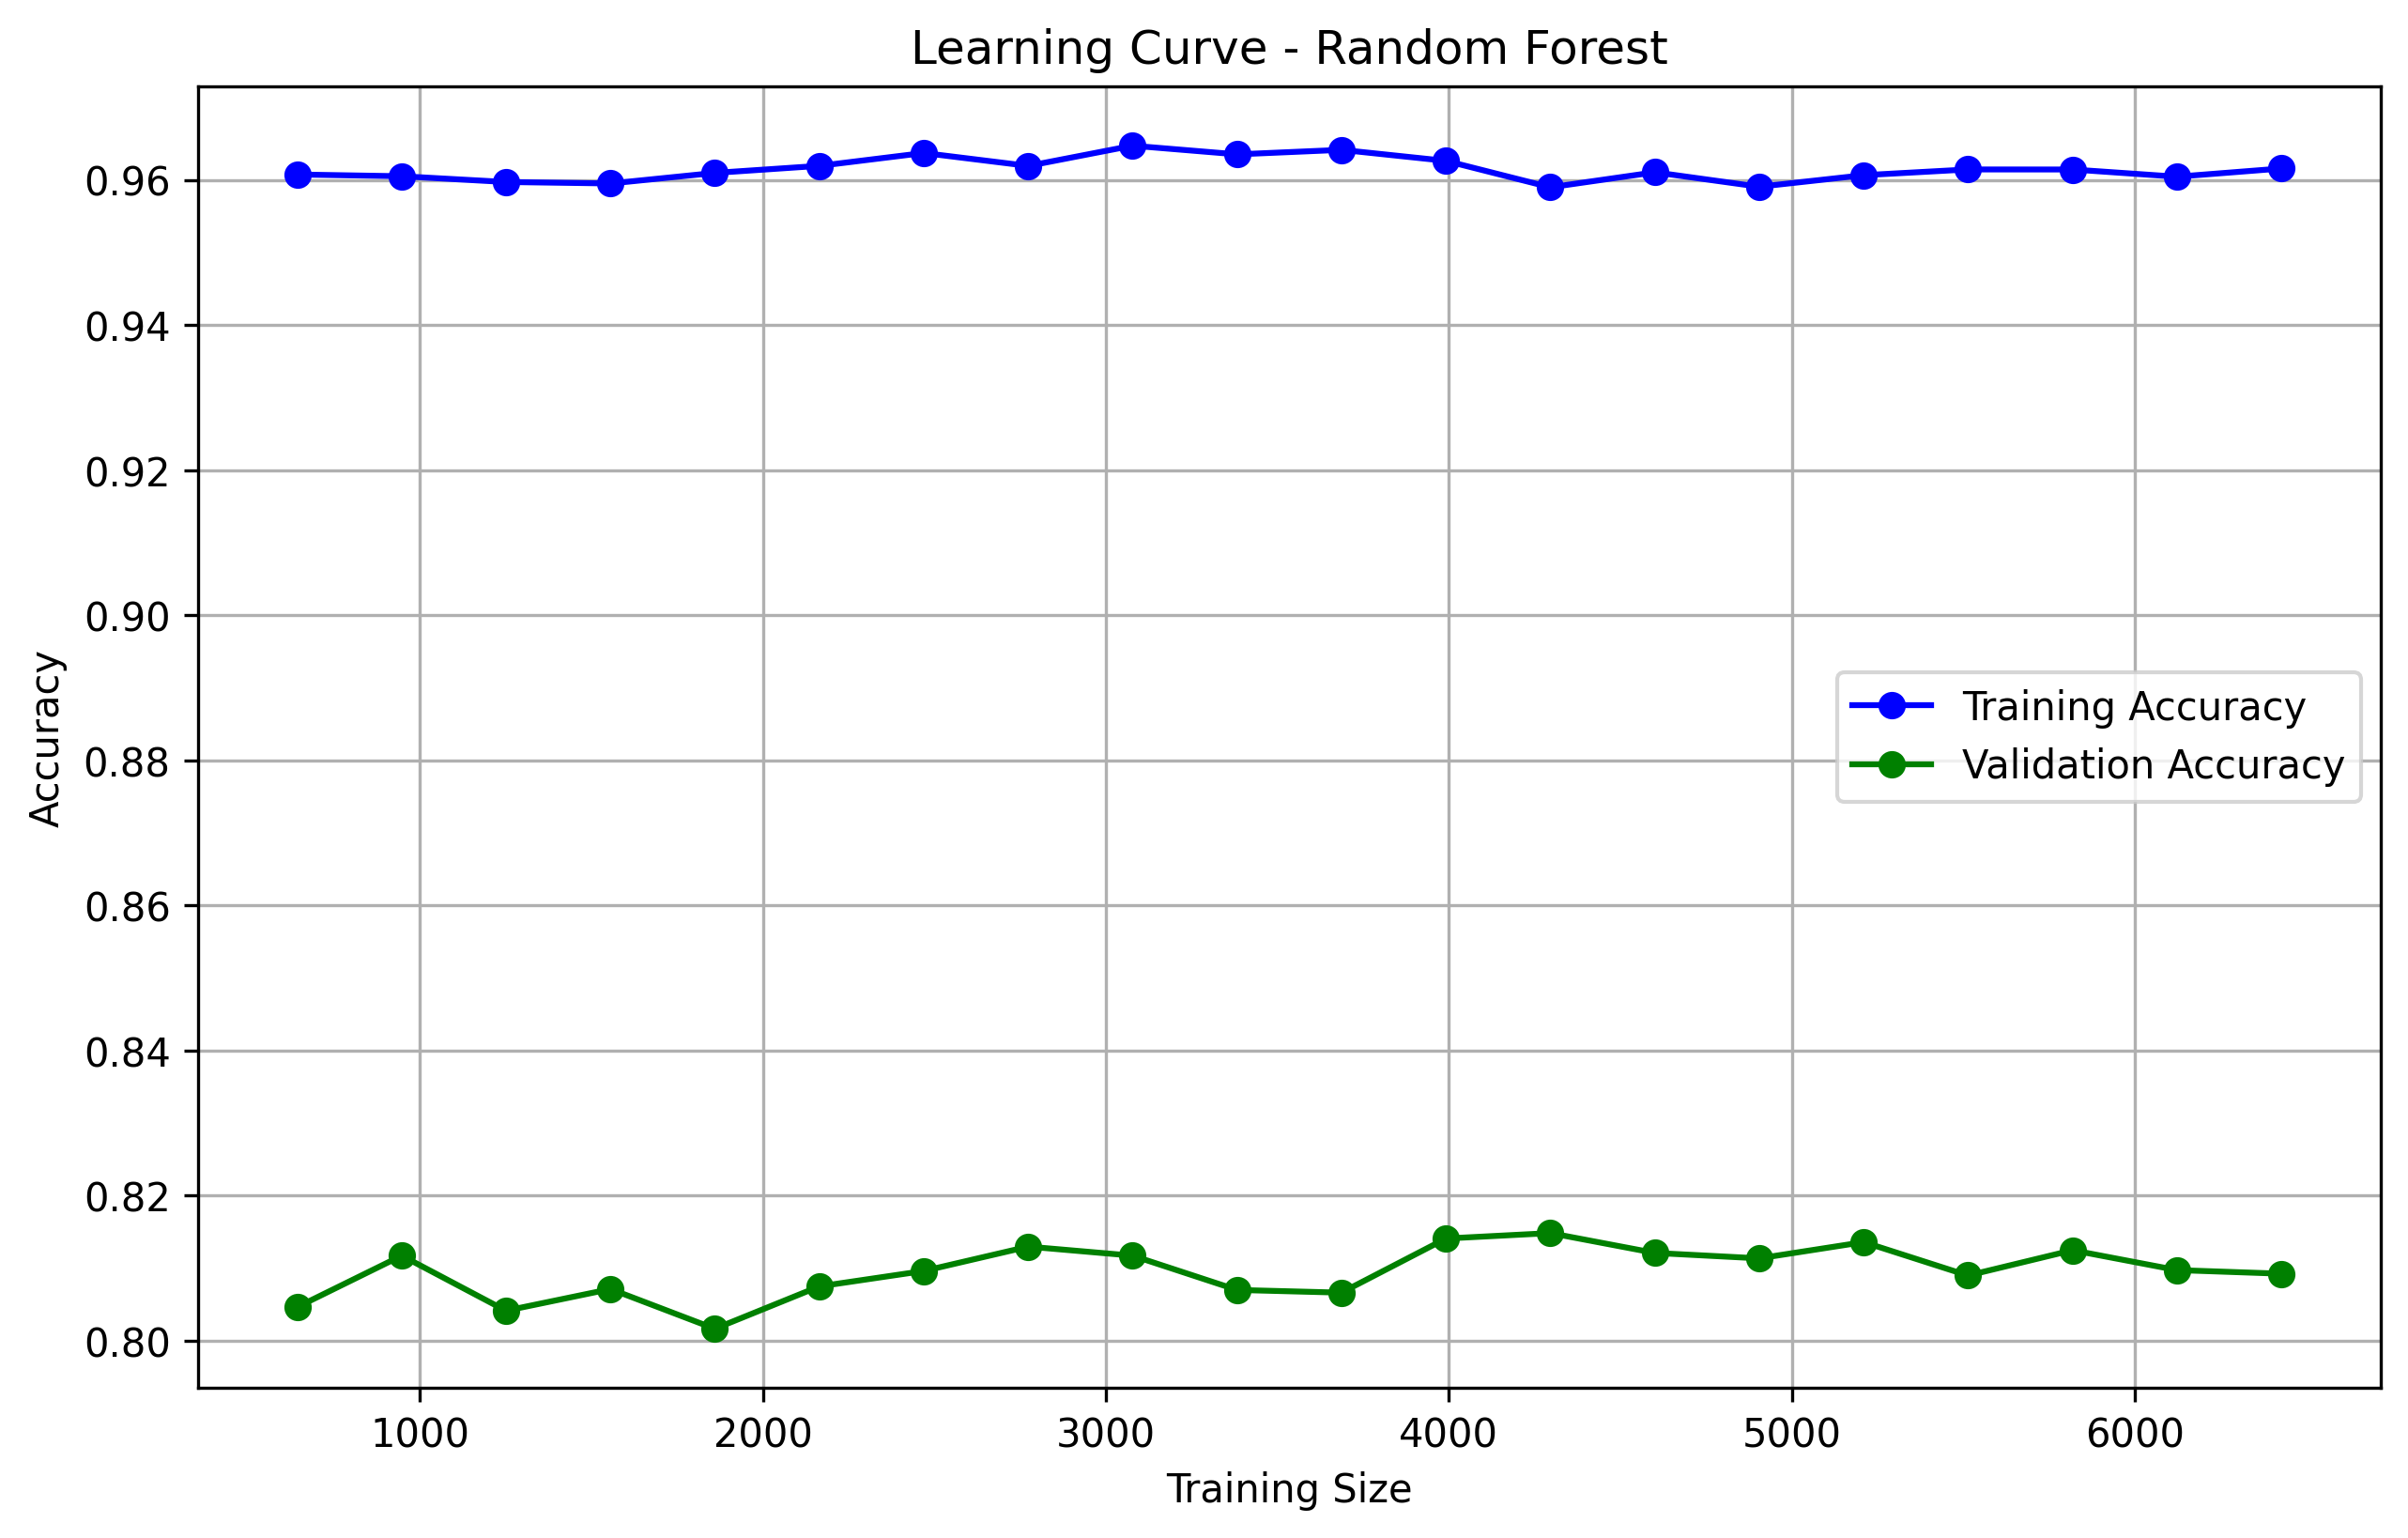 Learning Curve - Random Forest
Accuracy
0.96
0.94
0.92
0.90
0.88
0.86
0.84
0.82
0.80
Training Accuracy
Validation Accuracy
1000 2000 3000 4000 5000 6000
Training Size